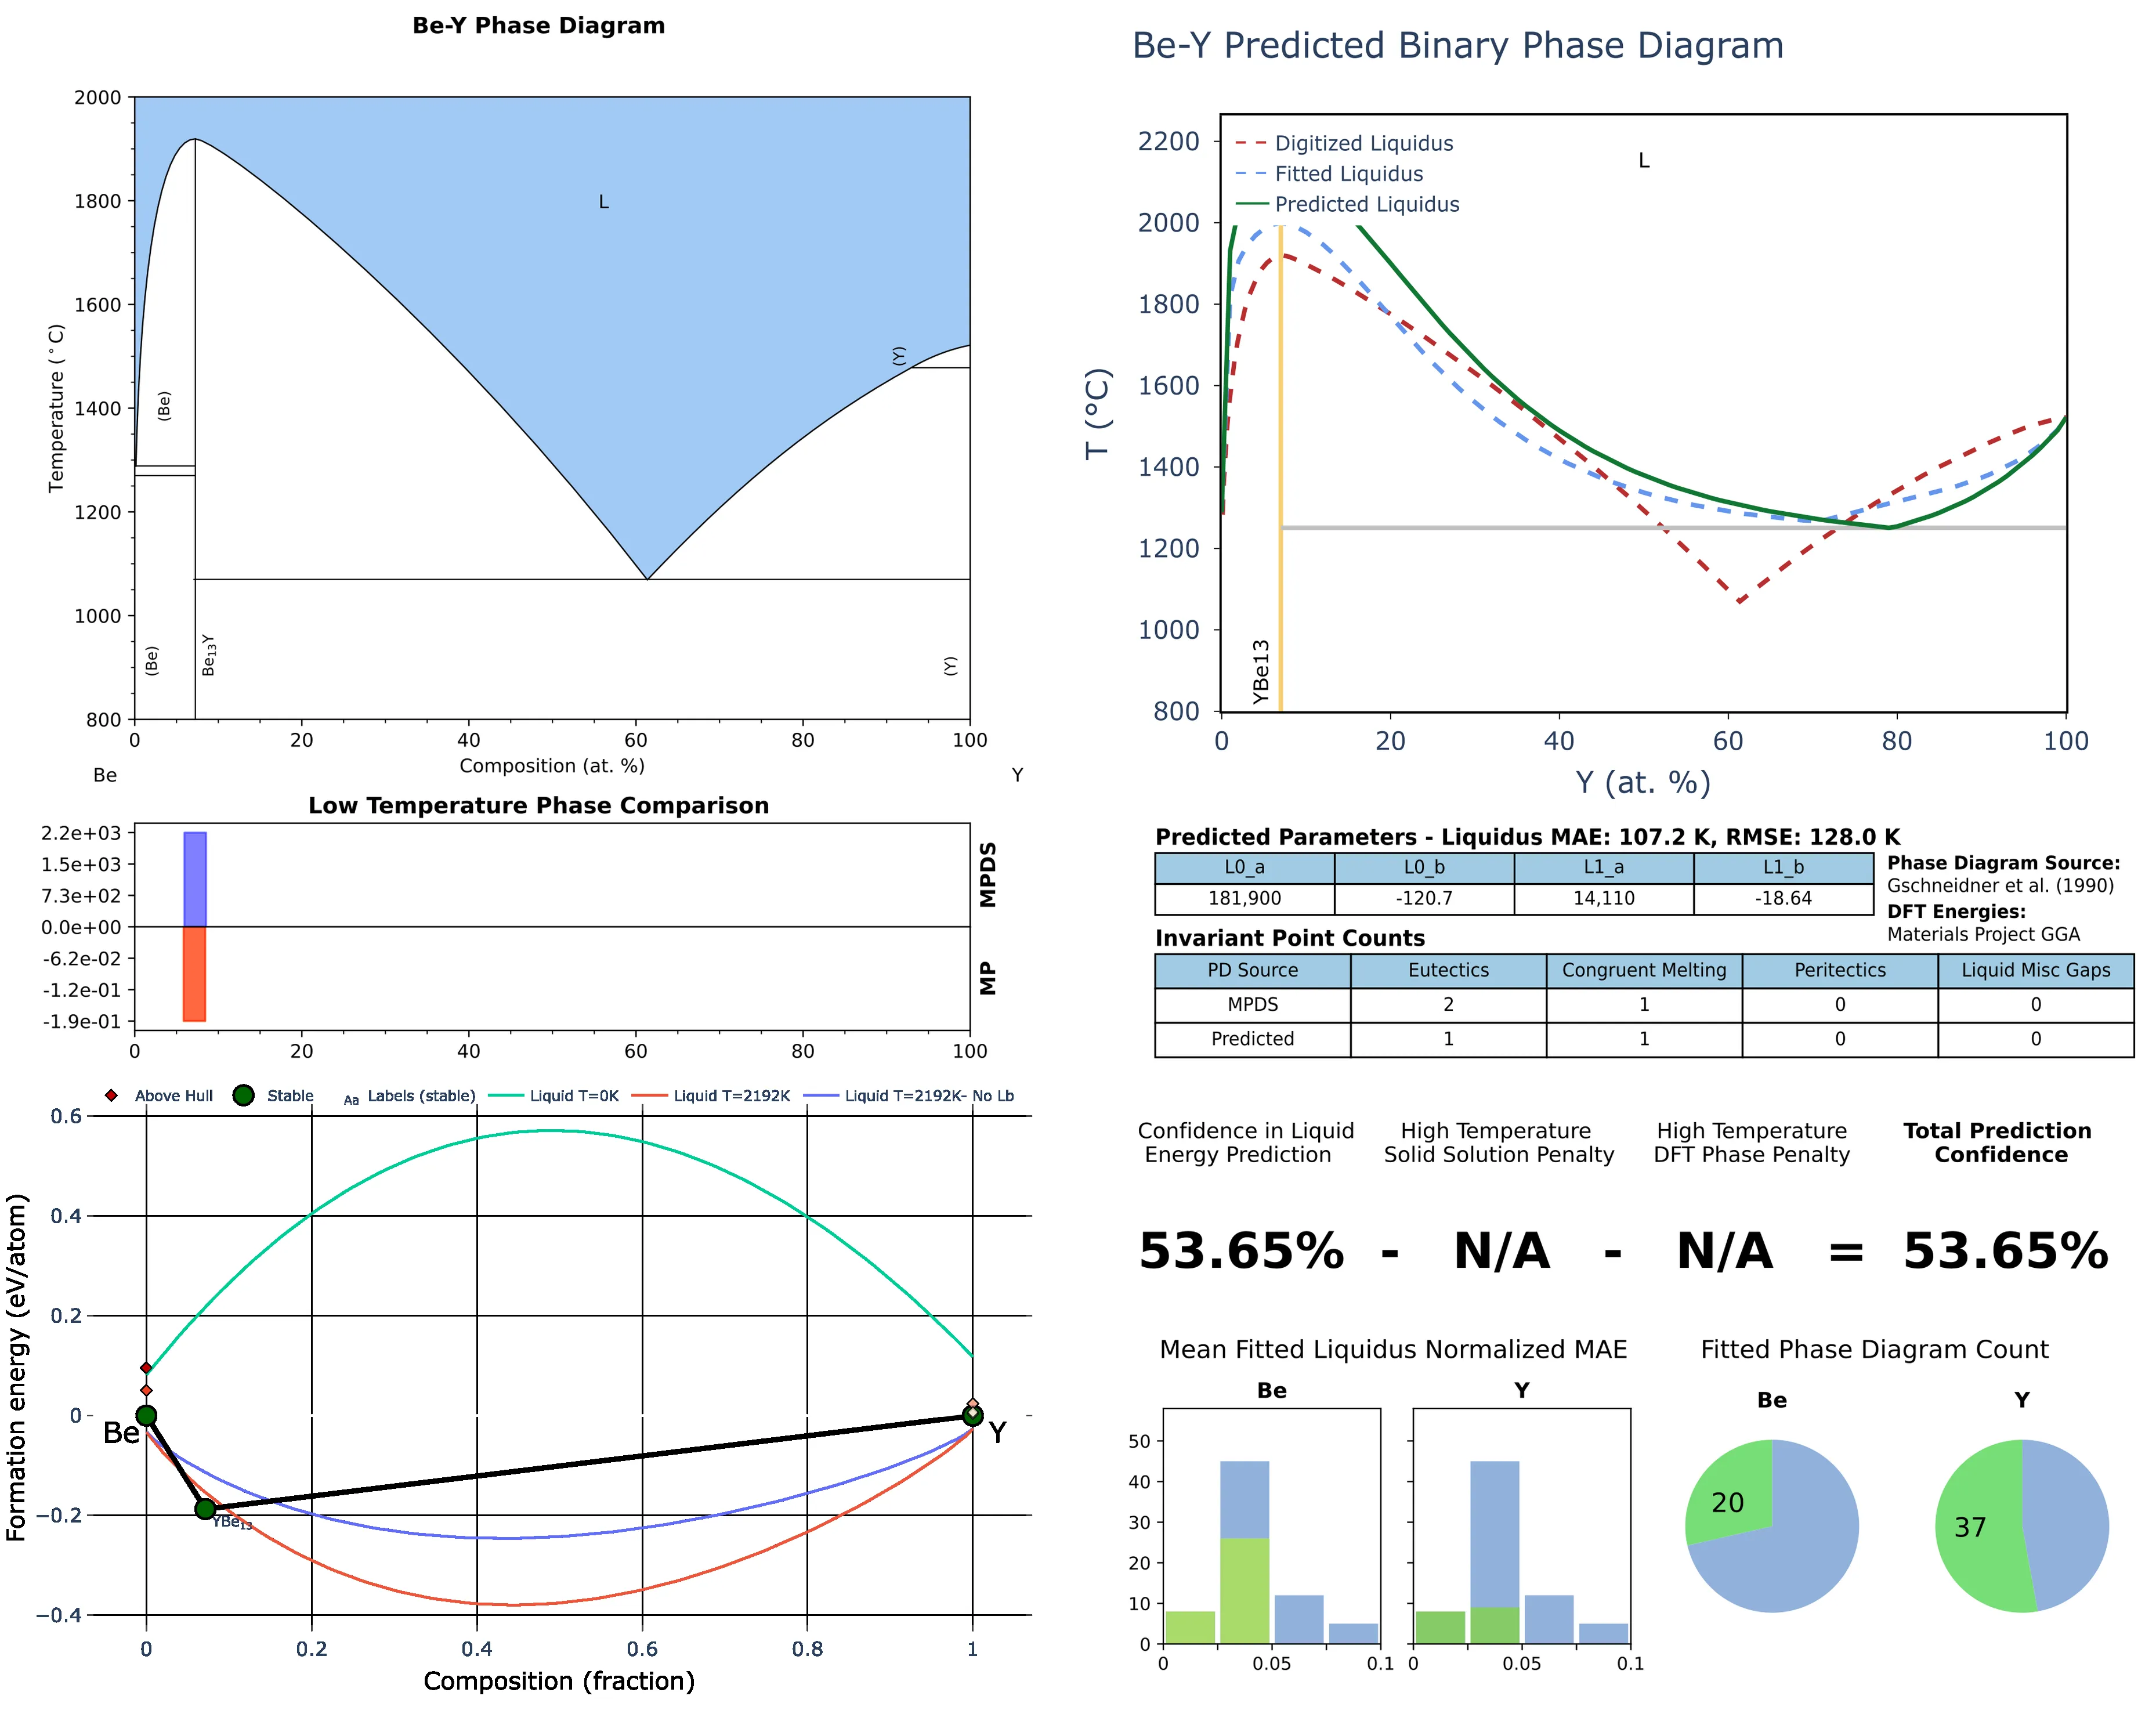 Be-Y Phase Diagram
2000
1800
1600
1400
1200
1000
800
Temperature (°C)
L
(Be)
(Y)
(Be)
Be13Y
(Y)
0 20 40 60 80 100
Composition (at. %)
Be Y
Be-Y Predicted Binary Phase Diagram
2200
2000
1800
1600
1400
1200
1000
800
T (°C)
Digitized Liquidus
Fitted Liquidus
Predicted Liquidus
L
YBe13
0 20 40 60 80 100
Y (at. %)
Low Temperature Phase Comparison
2.2e+03
1.5e+03
7.3e+02
0.0e+00
-6.2e-02
-1.2e-01
-1.9e-01
MPDS
MP
0 20 40 60 80 100
Predicted Parameters - Liquidus MAE: 107.2 K, RMSE: 128.0 K
L0_a L0_b L1_a L1_b
181,900 -120.7 14,110 -18.64
Phase Diagram Source:
Gschneidner et al. (1990)
DFT Energies:
Materials Project GGA
Invariant Point Counts
PD Source Eutectics Congruent Melting Peritectics Liquid Misc Gaps
MPDS 2 1 0 0
Predicted 1 1 0 0
Above Hull Stable Aa Labels (stable) Liquid T=0K Liquid T=2192K Liquid T=2192K- No Lb
0.6
0.4
0.2
0
−0.2
−0.4
Formation energy (eV/atom)
Be
Y
YBe13
0 0.2 0.4 0.6 0.8 1
Composition (fraction)
Confidence in Liquid
Energy Prediction
High Temperature
Solid Solution Penalty
High Temperature
DFT Phase Penalty
Total Prediction
Confidence
53.65% - N/A - N/A = 53.65%
Mean Fitted Liquidus Normalized MAE
Be
Y
50
40
30
20
10
0
0 0.05 0.1
0 0.05 0.1
Fitted Phase Diagram Count
Be
Y
20
37